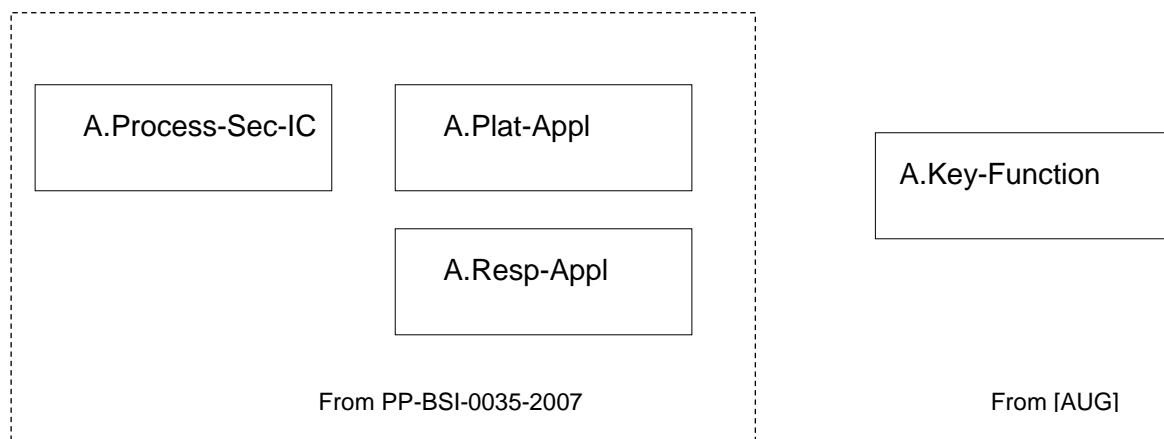 A.Process-Sec-IC
A.Plat-Appl
A.Key-Function
A.Resp-Appl
From PP-BSI-0035-2007
From [AUG]